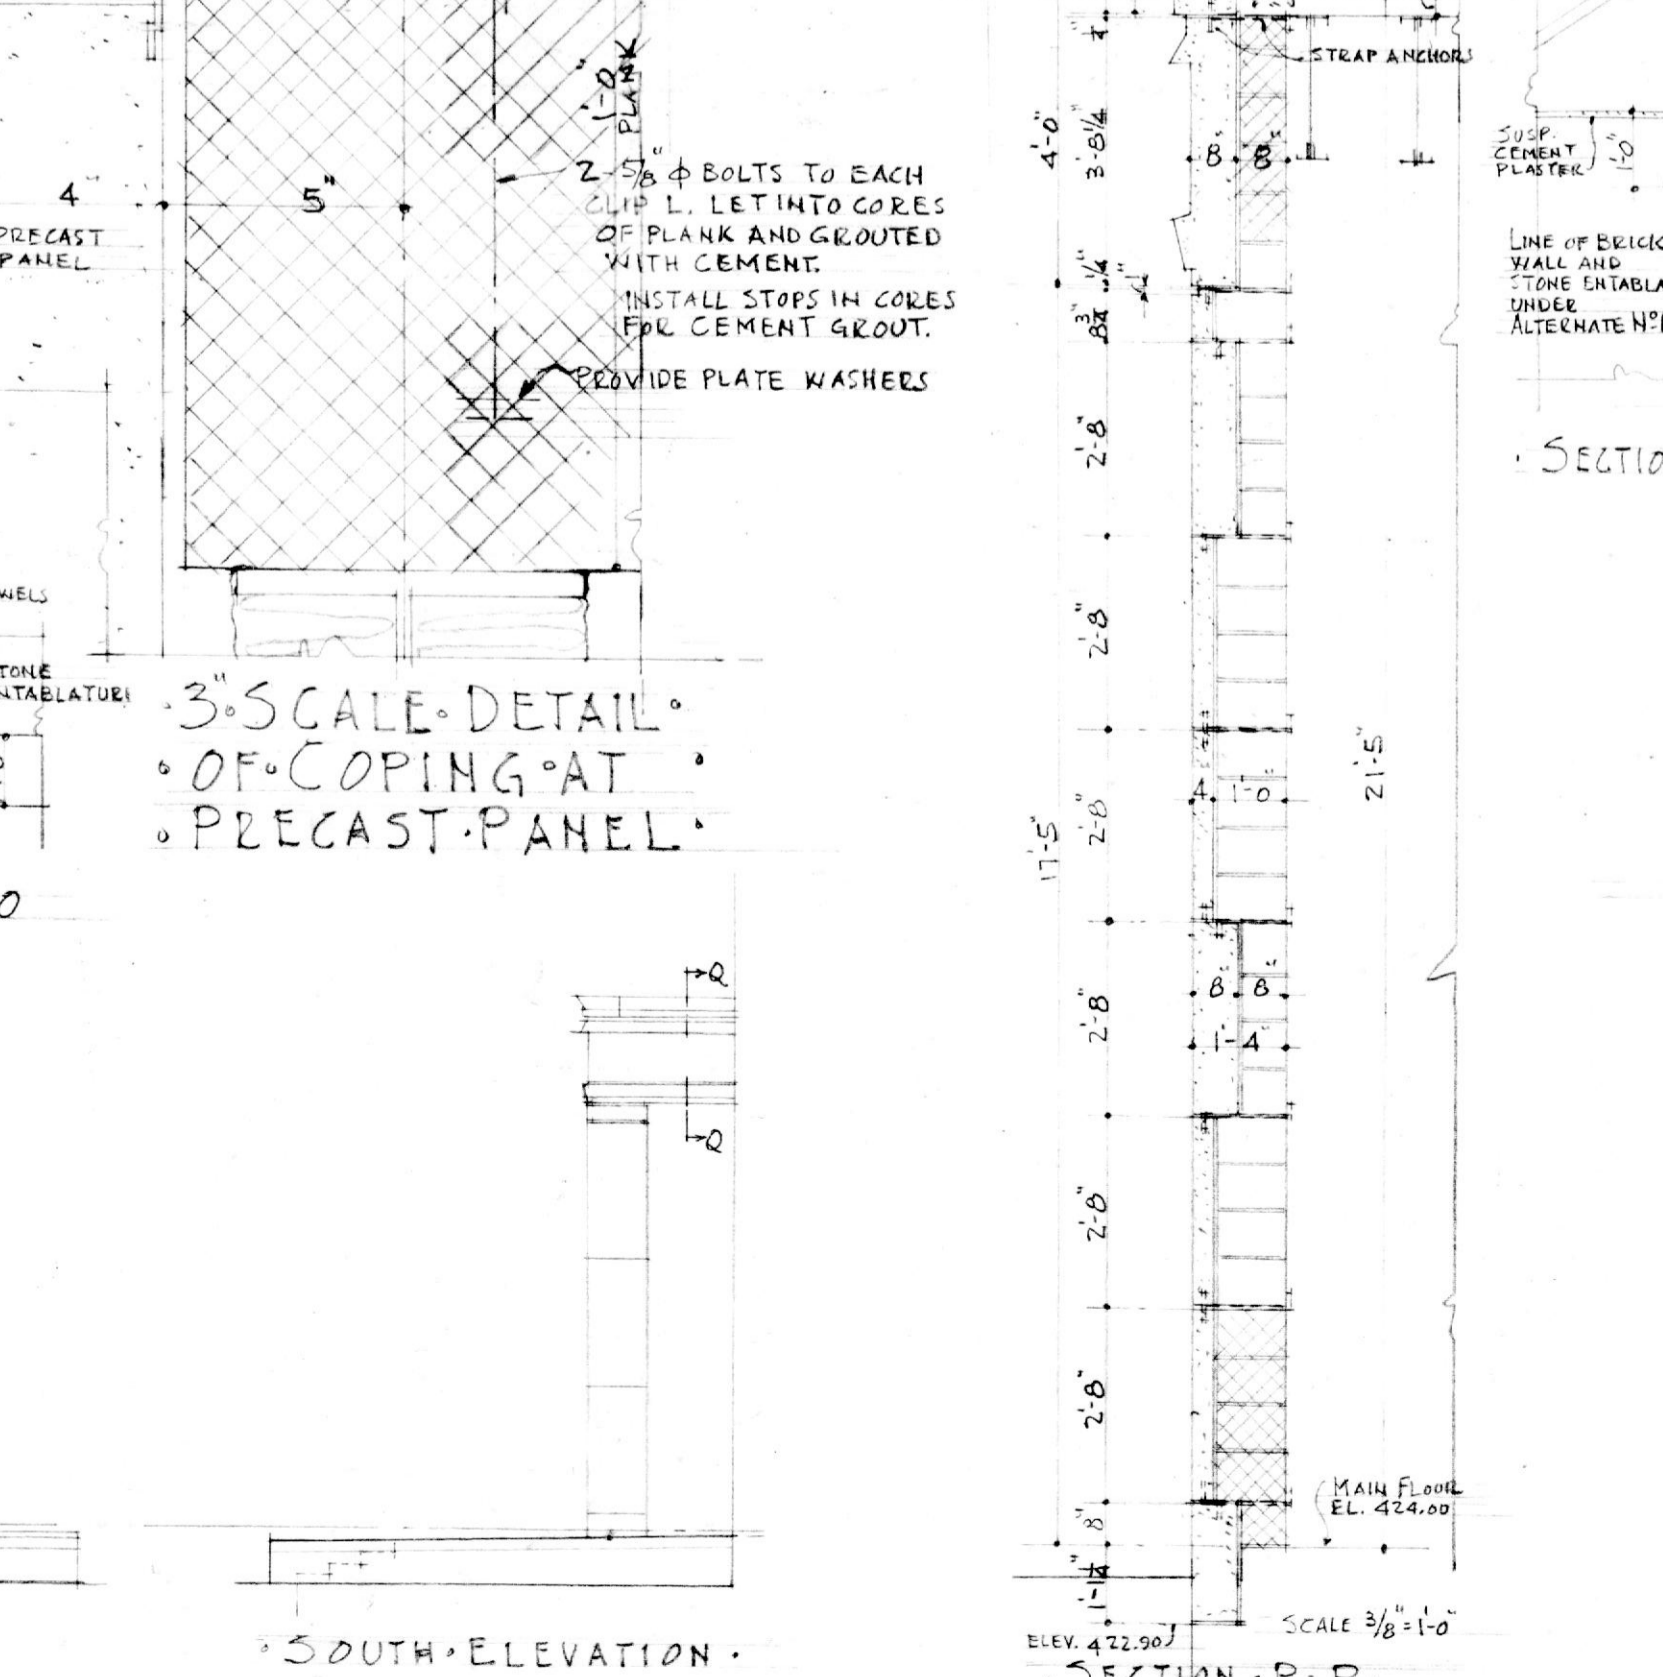 4"
5"
1'-0"
PLANK
PRECAST
PANEL
2-5/8" ϕ BOLTS TO EACH
CLIP L. LET INTO CORES
OF PLANK AND GROUTED
WITH CEMENT.
INSTALL STOPS IN CORES
FOR CEMENT GROUT.
PROVIDE PLATE WASHERS
·3"·SCALE·DETAIL·
·OF·COPING·AT·
·PRECAST·PANEL·
Q
Q
·SOUTH·ELEVATION·
STRAP ANCHORS
4'-0"
3'-8 1/4"
8" 8"
2'-8"
2'-8"
2'-8"
4 1'-0"
17'-5"
21'-5"
2'-8"
8" 8"
1'-4"
2'-8"
2'-8"
8"
MAIN FLOOR
EL. 424.00
ELEV. 422.90
SCALE 3/8"=1'-0"
SUSP.
CEMENT
PLASTER
1'-0"
LINE OF BRICK
WALL AND
STONE ENTABLA
UNDER
ALTERNATE Nº1
·SECTIO